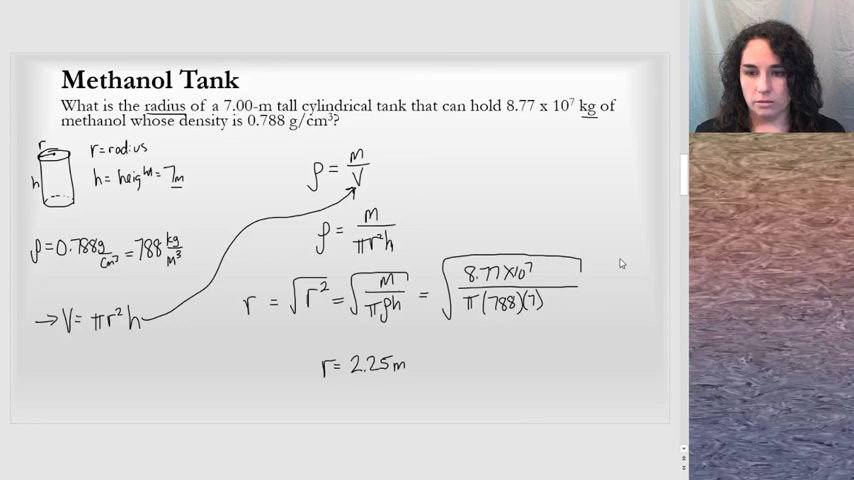 Methanol Tank
What is the radius of a 7.00-m tall cylindrical tank that can hold 8.77 x 10⁷ kg of
methanol whose density is 0.788 g/cm³?
r
h
r = radius
h = height = 7m
ρ = 0.788 g/cm³ = 788 kg/m³
→ V = πr²h
ρ = m/V
ρ = m/πr²h
r = √r² = √(m/πρh) = √(8.77×10⁷/π(788)(7))
r = 2.25m